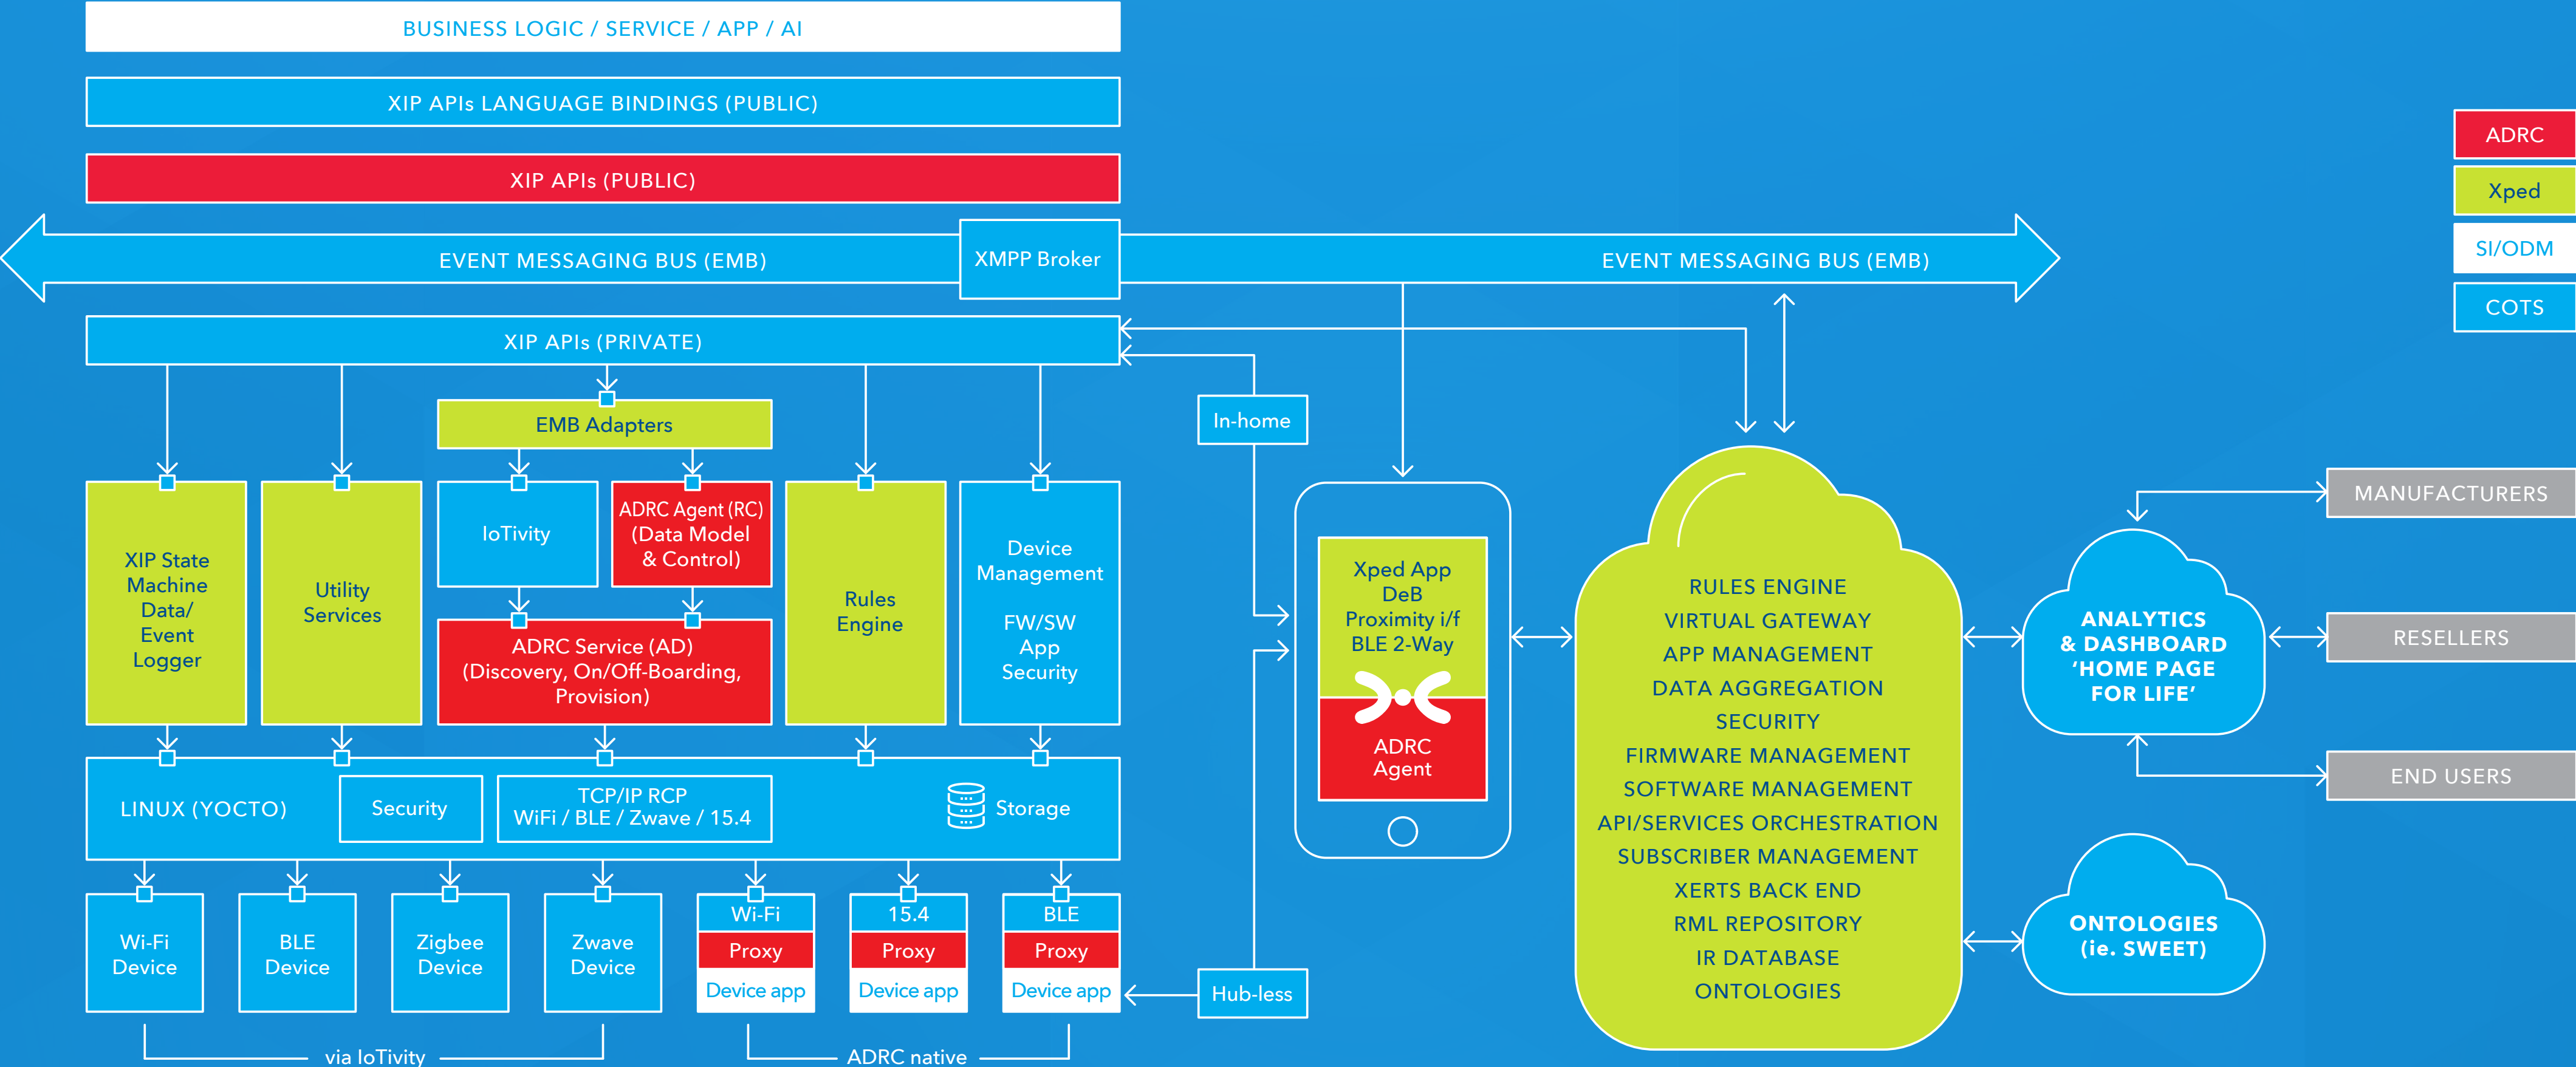 BUSINESS LOGIC / SERVICE / APP / AI
XIP APIs LANGUAGE BINDINGS (PUBLIC)
XIP APIs (PUBLIC)
EVENT MESSAGING BUS (EMB)
XMPP Broker
EVENT MESSAGING BUS (EMB)
XIP APIs (PRIVATE)
EMB Adapters
XIP State
Machine
Data/
Event
Logger
Utility
Services
IoTivity
ADRC Agent (RC)
(Data Model
& Control)
ADRC Service (AD)
(Discovery, On/Off-Boarding,
Provision)
Rules
Engine
Device
Management
FW/SW
App
Security
LINUX (YOCTO)
Security
TCP/IP RCP
WiFi / BLE / Zwave / 15.4
Storage
Wi-Fi
Device
BLE
Device
Zigbee
Device
Zwave
Device
Wi-Fi
Proxy
Device app
15.4
Proxy
Device app
BLE
Proxy
Device app
via IoTivity
ADRC native
In-home
Hub-less
Xped App
DeB
Proximity i/f
BLE 2-Way
ADRC
Agent
RULES ENGINE
VIRTUAL GATEWAY
APP MANAGEMENT
DATA AGGREGATION
SECURITY
FIRMWARE MANAGEMENT
SOFTWARE MANAGEMENT
API/SERVICES ORCHESTRATION
SUBSCRIBER MANAGEMENT
XERTS BACK END
RML REPOSITORY
IR DATABASE
ONTOLOGIES
ANALYTICS
& DASHBOARD
‘HOME PAGE
FOR LIFE’
ONTOLOGIES
(ie. SWEET)
ADRC
Xped
SI/ODM
COTS
MANUFACTURERS
RESELLERS
END USERS